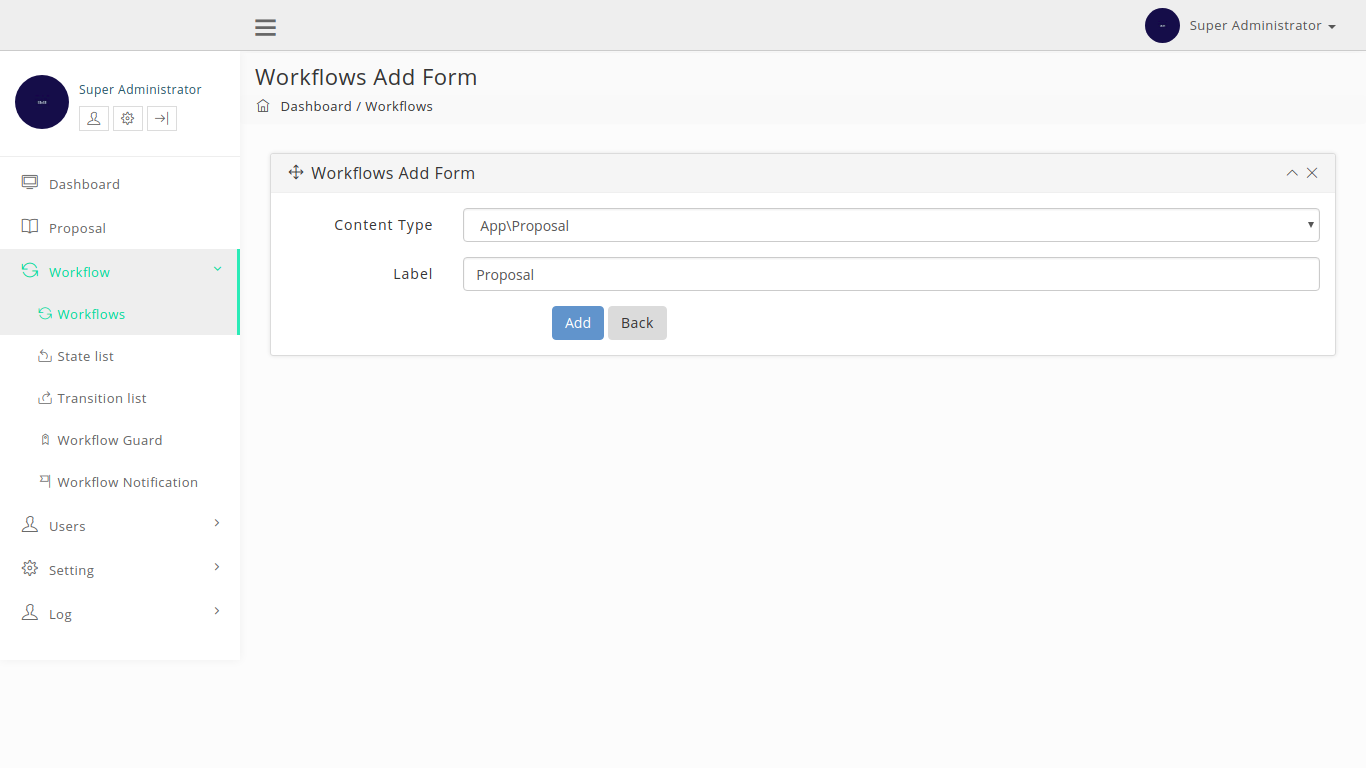 Super Administrator
Super Administrator
Workflows Add Form
Dashboard / Workflows
Dashboard
Proposal
Workflow
Workflows
State list
Transition list
Workflow Guard
Workflow Notification
Users
Setting
Log
Workflows Add Form
Content Type
App\Proposal
Label
Proposal
Add Back